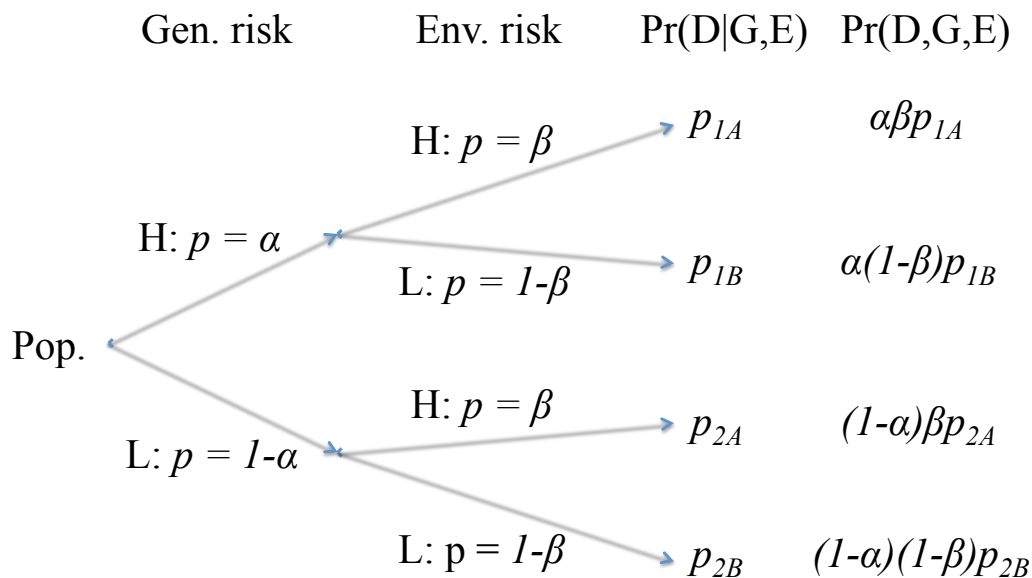 Gen. risk Env. risk Pr(D|G,E) Pr(D,G,E)
H: p = β p1A αβp1A
H: p = α
L: p = 1-β p1B α(1-β)p1B
Pop.
H: p = β p2A (1-α)βp2A
L: p = 1-α
L: p = 1-β p2B (1-α)(1-β)p2B